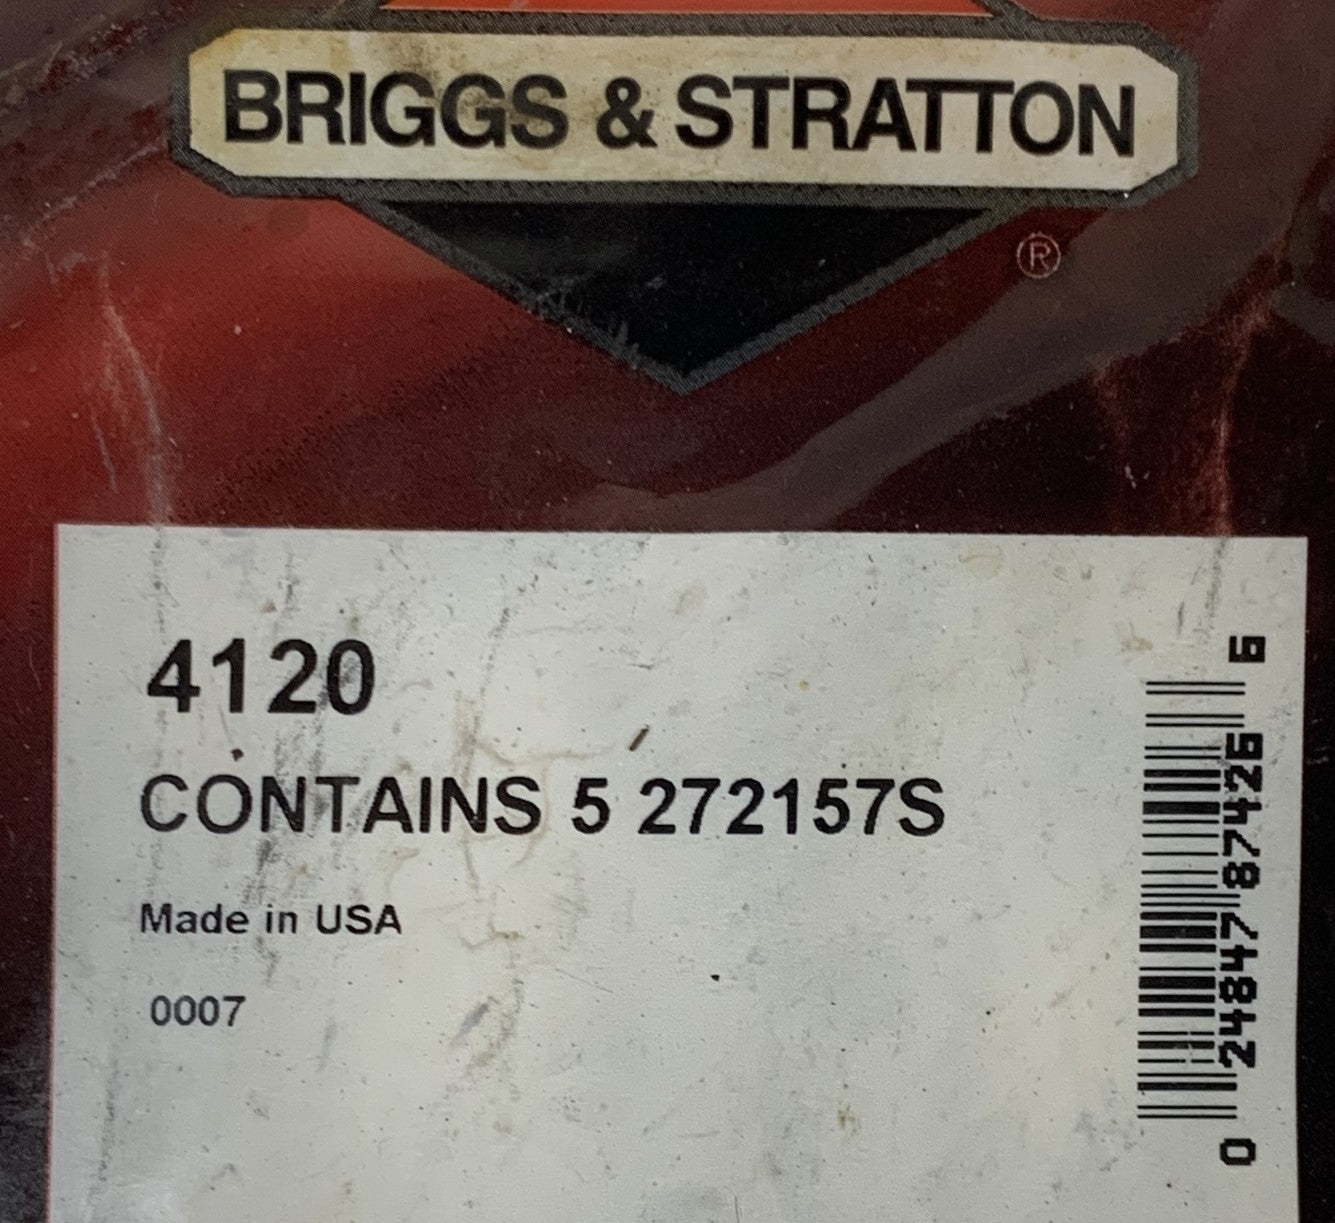 BRIGGS & STRATTON
®
4120
CONTAINS 5 272157S
Made in USA
0007
0 24847 87426 6